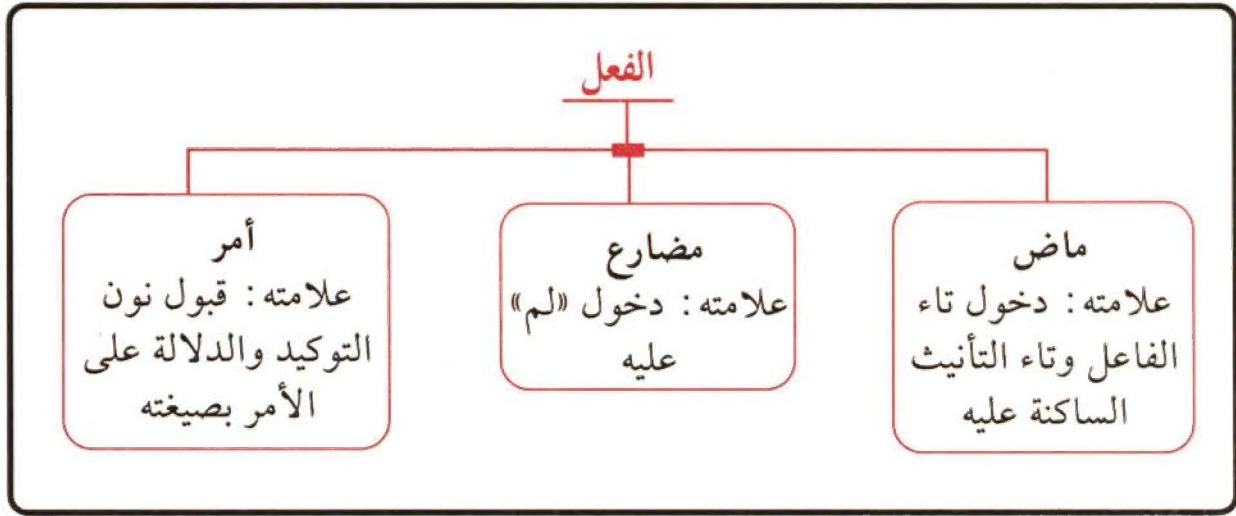 الفعل
ماض
علامته: دخول تاء
الفاعل وتاء التأنيث
الساكنة عليه
مضارع
علامته: دخول «لم»
عليه
أمر
علامته: قبول نون
التوكيد والدلالة على
الأمر بصيغته